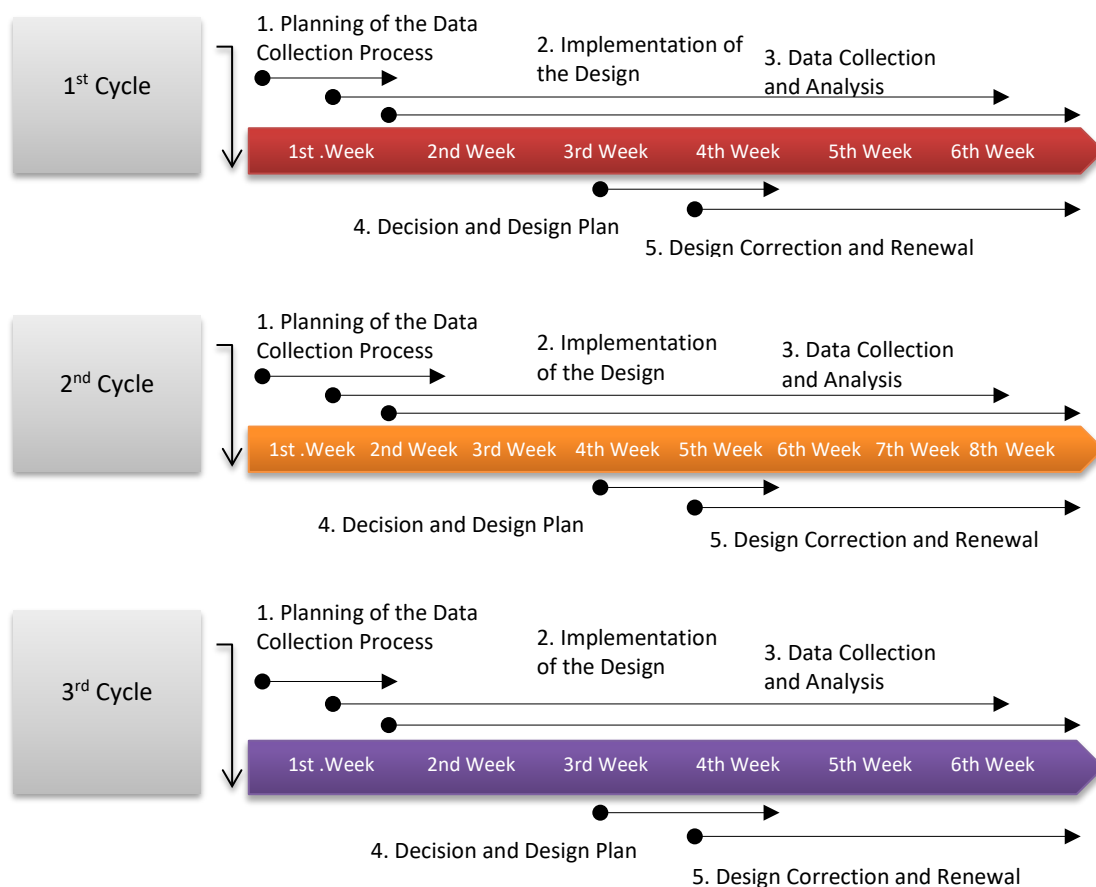 1st Cycle
1. Planning of the Data
Collection Process
2. Implementation of
the Design
3. Data Collection
and Analysis
1st .Week 2nd Week 3rd Week 4th Week 5th Week 6th Week
4. Decision and Design Plan
5. Design Correction and Renewal
2nd Cycle
1. Planning of the Data
Collection Process
2. Implementation
of the Design
3. Data Collection
and Analysis
1st .Week 2nd Week 3rd Week 4th Week 5th Week 6th Week 7th Week 8th Week
4. Decision and Design Plan
5. Design Correction and Renewal
3rd Cycle
1. Planning of the Data
Collection Process
2. Implementation
of the Design
3. Data Collection
and Analysis
1st .Week 2nd Week 3rd Week 4th Week 5th Week 6th Week
4. Decision and Design Plan
5. Design Correction and Renewal